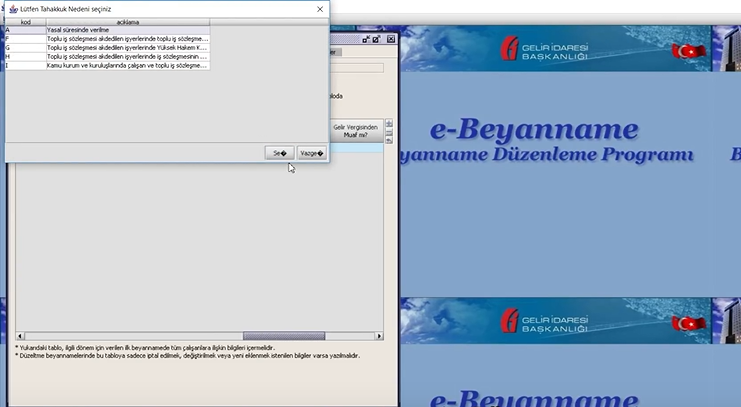 Lütfen Tahakkuk Nedeni seçiniz
kod açıklama
A Yasal süresinde verilme
F Toplu iş sözleşmesi akdedilen işyerlerinde toplu iş sözleşme...
G Toplu iş sözleşmesi akdedilen işyerlerinde Yüksek Hakem K...
H Toplu iş sözleşmesi akdedilen işyerlerinde iş sözleşmesinin ...
I Kamu kurum ve kuruluşlarında çalışan ve toplu iş sözleşme...
Se� Vazge�
er
loda
Gelir Vergisinden
Muaf mı?
* Yukarıdaki tablo, ilgili dönem için verilen ilk beyannamede tüm çalışanlara ilişkin bilgileri içermelidir.
* Düzeltme beyannamelerinde bu tabloya sadece iptal edilmek, değiştirilmek veya yeni eklenmek istenilen bilgiler varsa yazılmalıdır.
GELİR İDARESİ
BAŞKANLIĞI
e-Beyanname
yanname Düzenleme Programı
B
GELİR İDARESİ
BAŞKANLIĞI
e-Beyanname